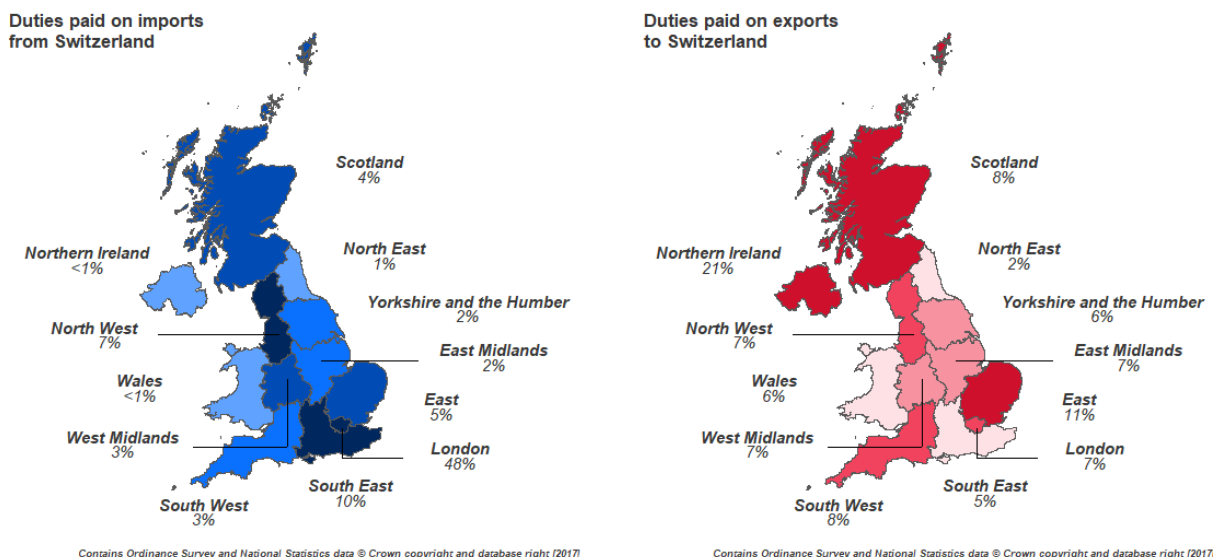 Duties paid on imports
from Switzerland
Scotland
4%
Northern Ireland
<1%
North East
1%
Yorkshire and the Humber
2%
North West
7%
East Midlands
2%
Wales
<1%
East
5%
West Midlands
3%
London
48%
South East
10%
South West
3%
Contains Ordinance Survey and National Statistics data © Crown copyright and database right [2017]
Duties paid on exports
to Switzerland
Scotland
8%
Northern Ireland
21%
North East
2%
Yorkshire and the Humber
6%
North West
7%
East Midlands
7%
Wales
6%
East
11%
West Midlands
7%
London
7%
South East
5%
South West
8%
Contains Ordinance Survey and National Statistics data © Crown copyright and database right [2017]